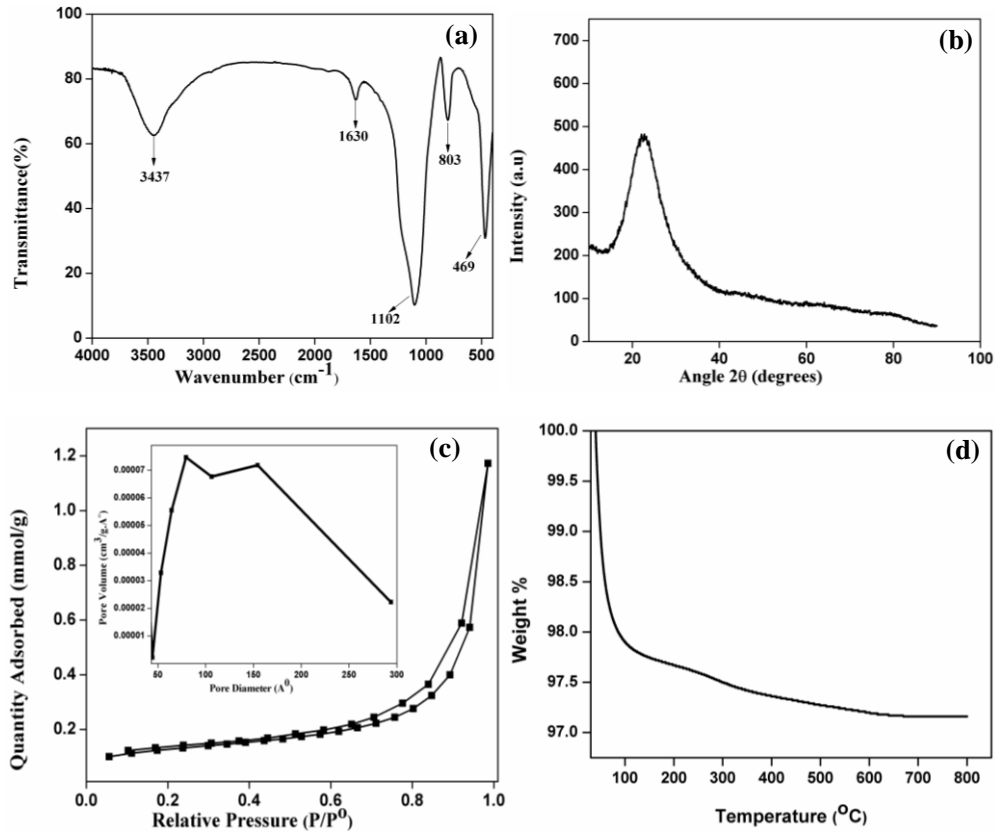 (a)
100
80
60
40
20
0
Transmittance(%)
3437
1630
1102
803
469
4000 3500 3000 2500 2000 1500 1000 500
Wavenumber (cm-1)
(b)
700
600
500
400
300
200
100
0
Intensity (a.u)
20 40 60 80 100
Angle 2θ (degrees)
(c)
1.2
1.0
0.8
0.6
0.4
0.2
0.0
Quantity Adsorbed (mmol/g)
0.00007
0.00006
0.00005
0.00004
0.00003
0.00002
0.00001
Pore Volume (cm3/g.A°)
50 100 150 200 250 300
Pore Diameter (A0)
0.0 0.2 0.4 0.6 0.8 1.0
Relative Pressure (P/P0)
(d)
100.0
99.5
99.0
98.5
98.0
97.5
97.0
Weight %
100 200 300 400 500 600 700 800
Temperature (OC)